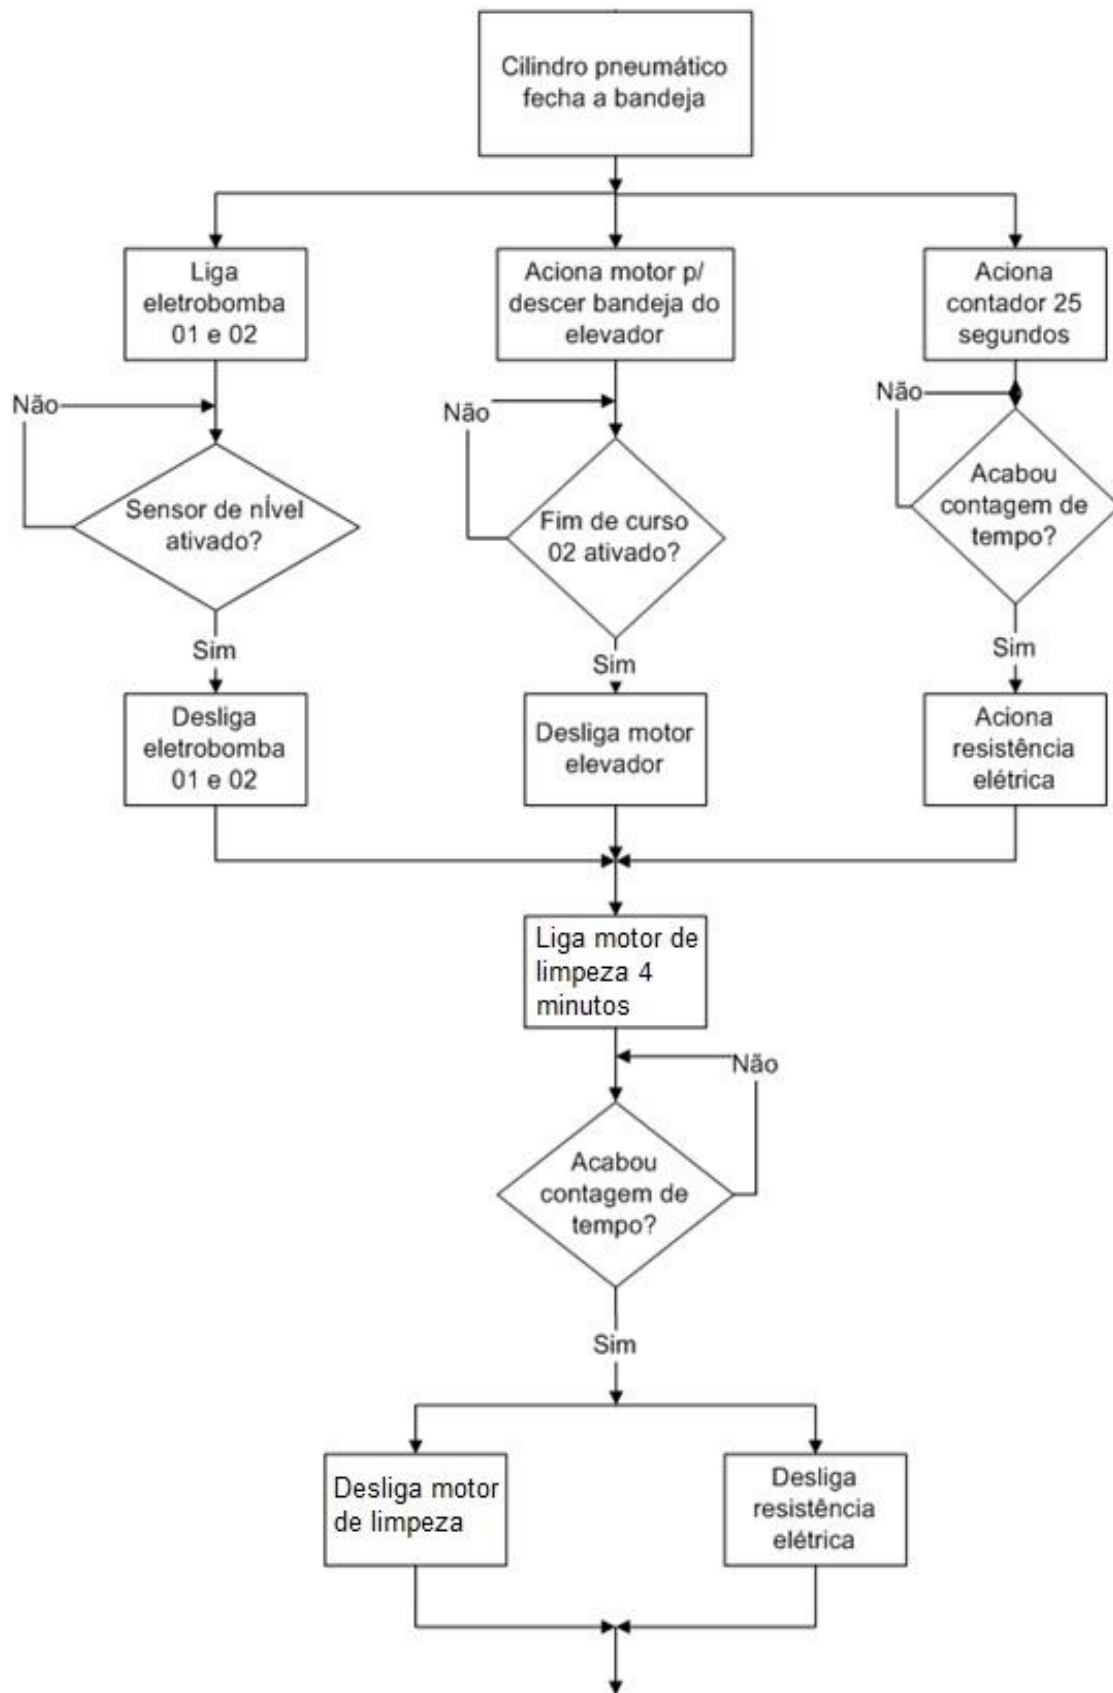 Cilindro pneumático
fecha a bandeja
Liga
eletrobomba
01 e 02
Aciona motor p/
descer bandeja do
elevador
Aciona
contador 25
segundos
Não
Não
Não
Sensor de nível
ativado?
Fim de curso
02 ativado?
Acabou
contagem de
tempo?
Sim
Sim
Sim
Desliga
eletrobomba
01 e 02
Desliga motor
elevador
Aciona
resistência
elétrica
Liga motor de
limpeza 4
minutos
Não
Acabou
contagem de
tempo?
Sim
Desliga motor
de limpeza
Desliga
resistência
elétrica